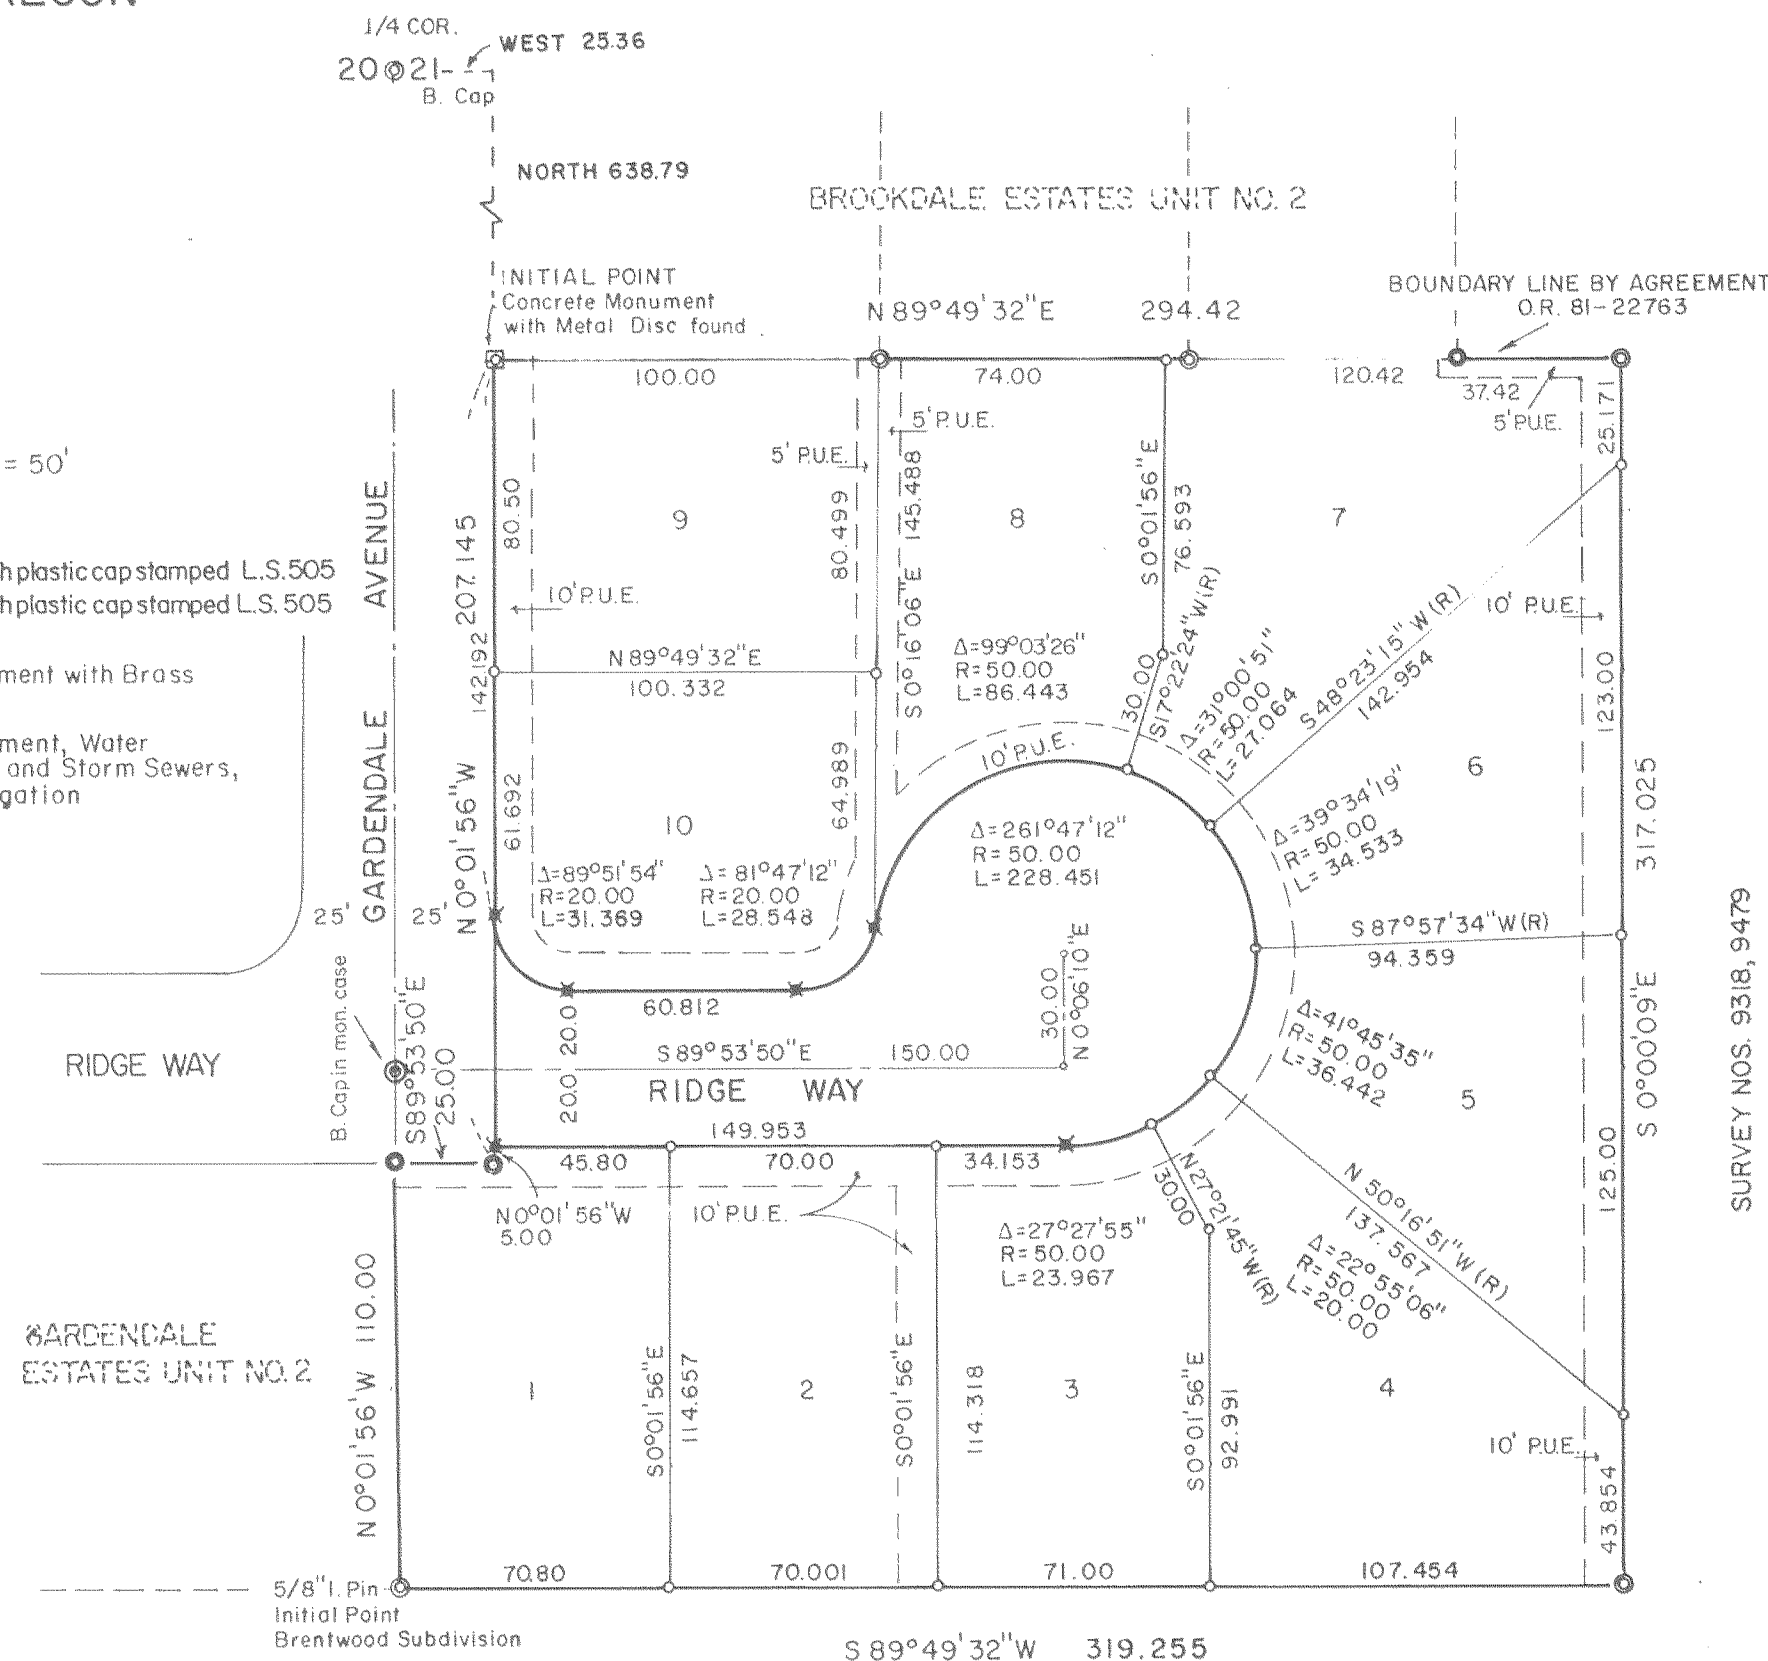 1/4 COR.
WEST 25.36
20 21
B. Cap
NORTH 638.79
BROOKDALE ESTATES UNIT NO. 2
INITIAL POINT
Concrete Monument
with Metal Disc found
N 89°49'32"E 294.42
BOUNDARY LINE BY AGREEMENT
O.R. 81-22763
100.00
74.00
120.42
37.42
5' P.U.E.
25.171
= 50'
5' P.U.E.
5' P.U.E.
GARDENDALE AVENUE
N 0°01'56"W 207.145
142.192
80.50
9
80.499
S 0°16'06"E 145.488
8
S 0°01'56"E
76.593
7
plastic cap stamped L.S. 505
plastic cap stamped L.S. 505
10' P.U.E.
10' P.U.E.
N 89°49'32"E
100.332
Δ=99°03'26"
R=50.00
L=86.443
30.00
S 17°22'24"W(R)
Δ=31°00'51"
R=50.00
L=27.064
S 48°23'15"W(R)
142.954
123.00
with Brass
Water
and Storm Sewers,
61.692
10
64.989
10' P.U.E.
6
317.025
S 0°00'09"E
Δ=89°51'54"
R=20.00
L=31.369
Δ=81°47'12"
R=20.00
L=28.548
Δ=261°47'12"
R=50.00
L=228.451
Δ=39°34'19"
R=50.00
L=34.533
25' 25'
S 87°57'34"W(R)
94.359
SURVEY NOS. 9318, 9479
B. Cap in mon. case
S 89°53'50"E
25.00
60.812
20.0 20.0
30.00
N 0°06'10"E
Δ=41°45'35"
R=50.00
L=36.442
5
RIDGE WAY
S 89°53'50"E 150.00
RIDGE WAY
149.953
45.80
70.00
34.153
N 0°01'56"W
5.00
10' P.U.E.
N 27°21'45"W(R)
30.00
N 50°16'51"W(R)
137.567
125.00
Δ=27°27'55"
R=50.00
L=23.967
Δ=22°55'06"
R=50.00
L=20.00
GARDENDALE
ESTATES UNIT NO. 2
N 0°01'56"W 110.00
1
S 0°01'56"E
114.657
2
S 0°01'56"E
114.318
3
S 0°01'56"E
92.991
4
10' P.U.E.
43.854
70.80
70.001
71.00
107.454
5/8" I. Pin
Initial Point
Brentwood Subdivision
S 89°49'32"W 319.255